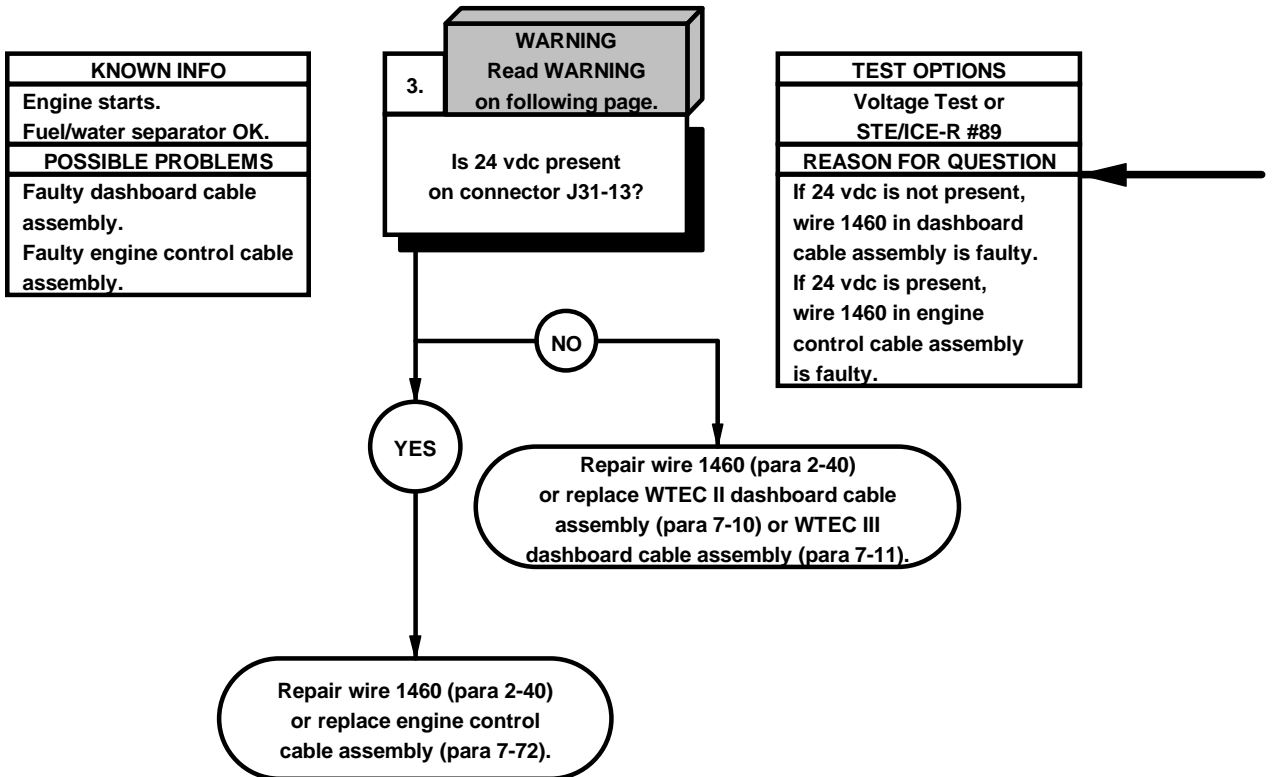 KNOWN INFO
Engine starts.
Fuel/water separator OK.
POSSIBLE PROBLEMS
Faulty dashboard cable
assembly.
Faulty engine control cable
assembly.
3.
WARNING
Read WARNING
on following page.
Is 24 vdc present
on connector J31-13?
TEST OPTIONS
Voltage Test or
STE/ICE-R #89
REASON FOR QUESTION
If 24 vdc is not present,
wire 1460 in dashboard
cable assembly is faulty.
If 24 vdc is present,
wire 1460 in engine
control cable assembly
is faulty.
NO
YES
Repair wire 1460 (para 2-40)
or replace WTEC II dashboard cable
assembly (para 7-10) or WTEC III
dashboard cable assembly (para 7-11).
Repair wire 1460 (para 2-40)
or replace engine control
cable assembly (para 7-72).